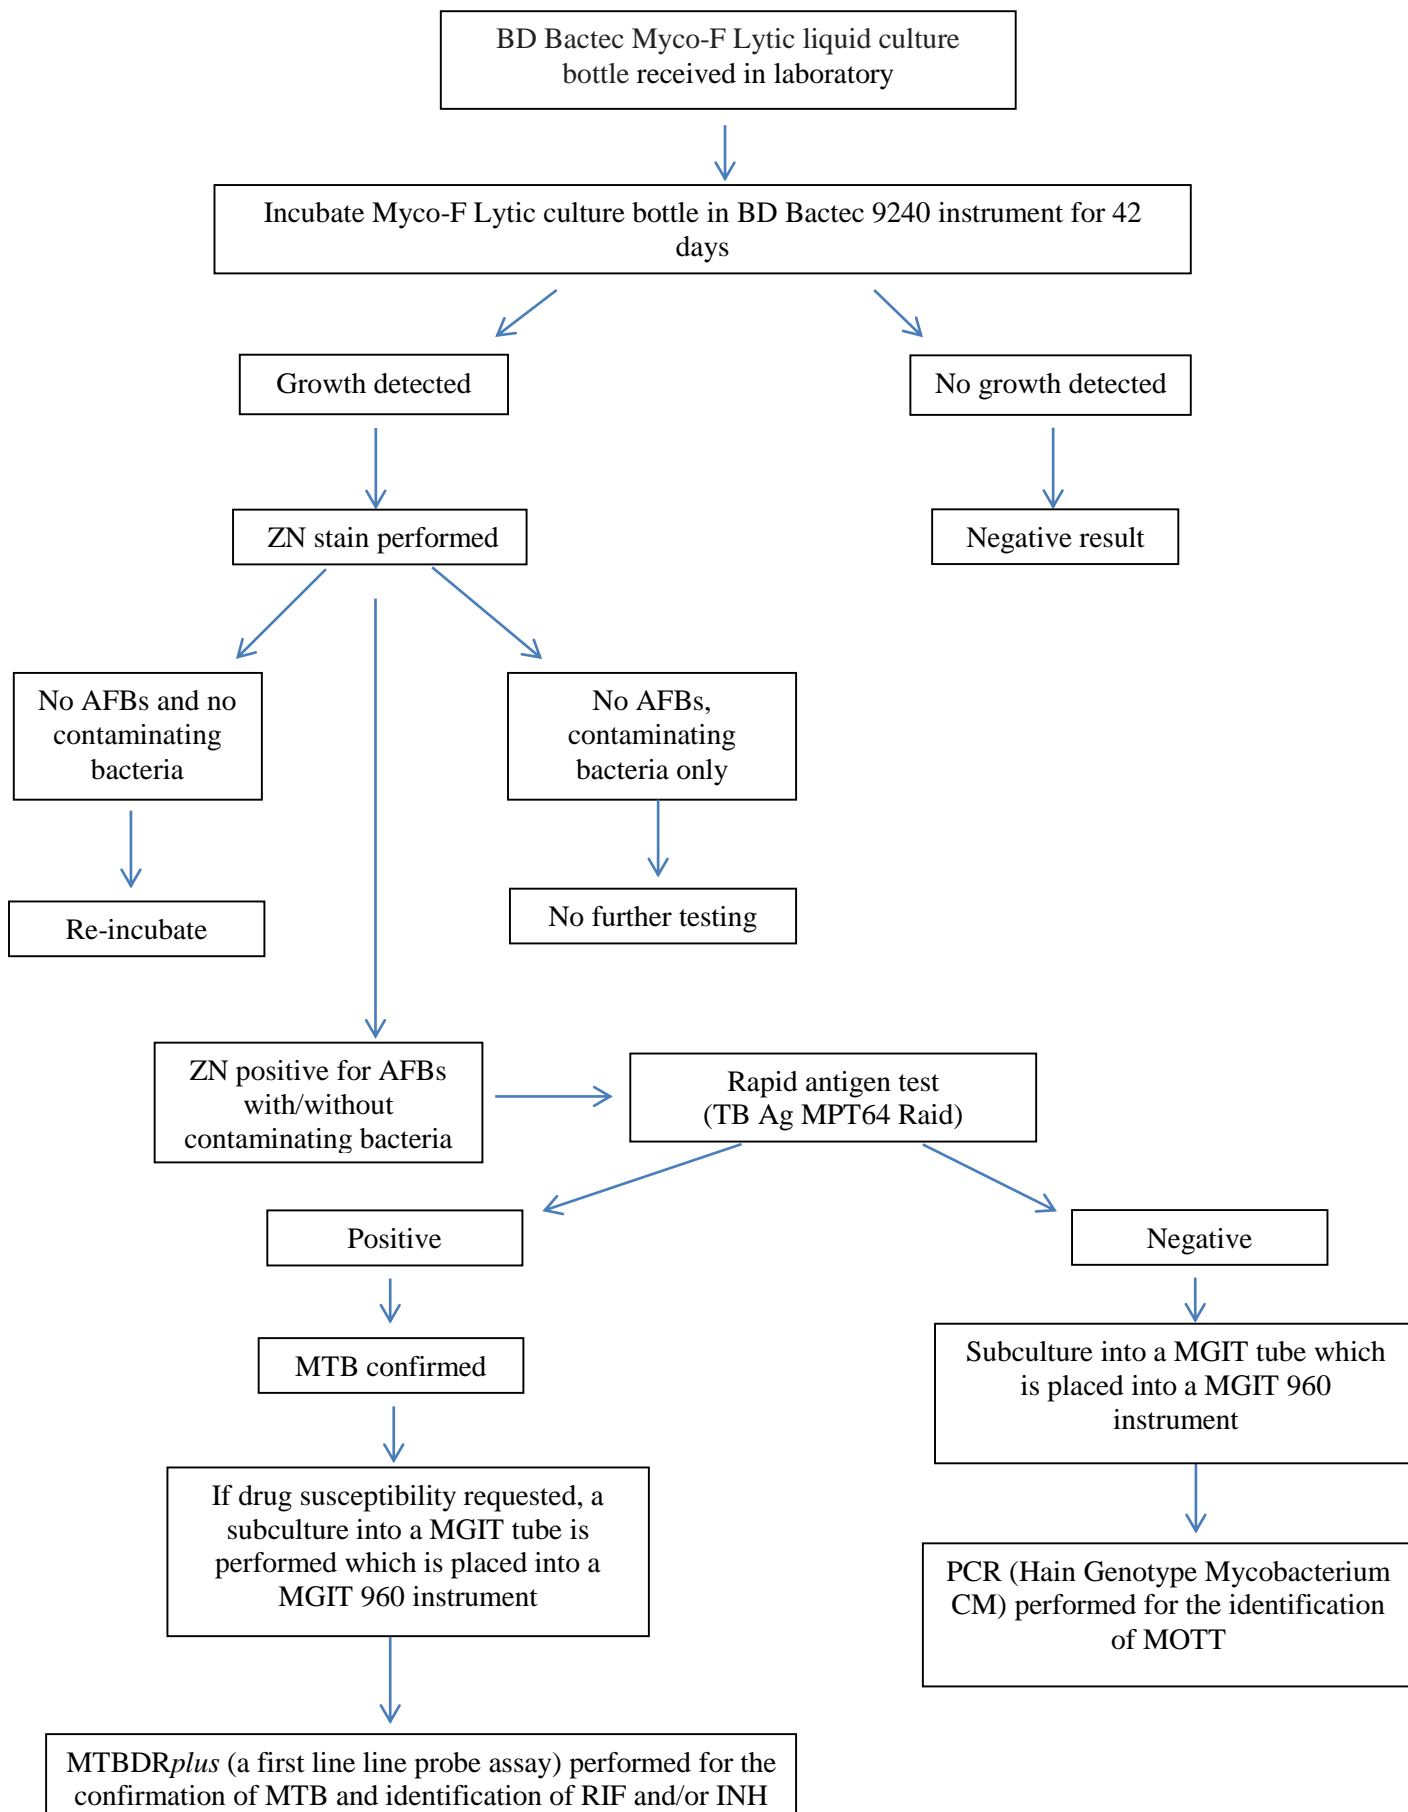 BD Bactec Myco-F Lytic liquid culture
bottle received in laboratory
Incubate Myco-F Lytic culture bottle in BD Bactec 9240 instrument for 42
days
Growth detected
No growth detected
ZN stain performed
Negative result
No AFBs and no
contaminating
bacteria
No AFBs,
contaminating
bacteria only
Re-incubate
No further testing
ZN positive for AFBs
with/without
contaminating bacteria
Rapid antigen test
(TB Ag MPT64 Raid)
Positive
Negative
MTB confirmed
Subculture into a MGIT tube which
is placed into a MGIT 960
instrument
If drug susceptibility requested, a
subculture into a MGIT tube is
performed which is placed into a
MGIT 960 instrument
PCR (Hain Genotype Mycobacterium
CM) performed for the identification
of MOTT
MTBDRplus (a first line line probe assay) performed for the
confirmation of MTB and identification of RIF and/or INH